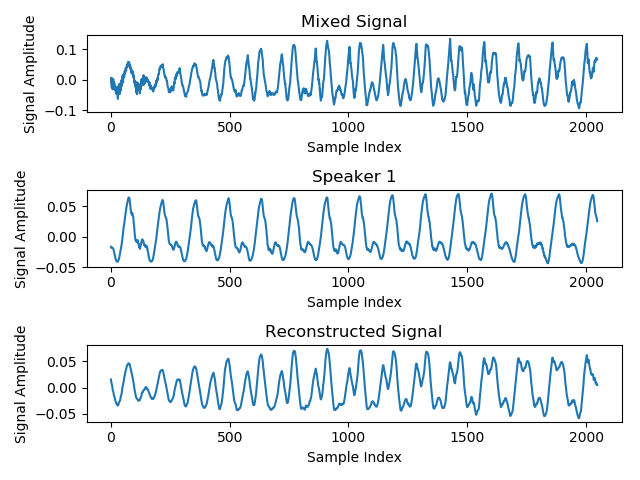 Mixed Signal
Signal Amplitude
0.1
0.0
−0.1
0
500
1000
1500
2000
Sample Index
Speaker 1
Signal Amplitude
0.05
0.00
−0.05
0
500
1000
1500
2000
Sample Index
Reconstructed Signal
Signal Amplitude
0.05
0.00
−0.05
0
500
1000
1500
2000
Sample Index